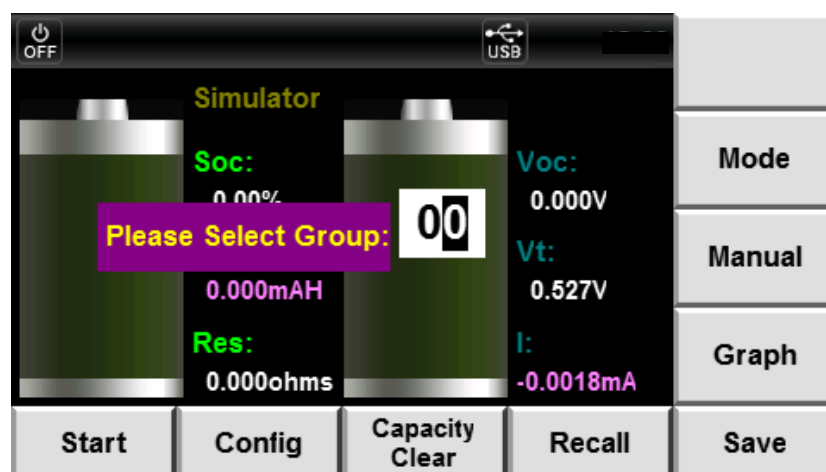 OFF
USB
Simulator
Soc:
0.00%
Please Select Group:
00
0.000mAH
Res:
0.000ohms
Voc:
0.000V
Vt:
0.527V
I:
-0.0018mA
Mode
Manual
Graph
Start
Config
Capacity
Clear
Recall
Save